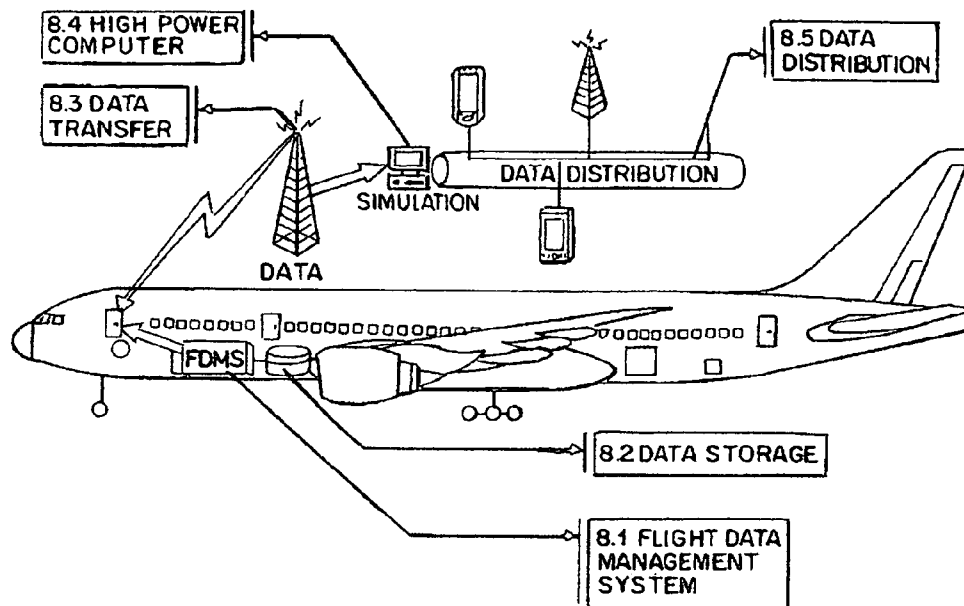 8.4 HIGH POWER
COMPUTER
8.5 DATA
DISTRIBUTION
8.3 DATA
TRANSFER
DATA DISTRIBUTION
SIMULATION
DATA
FDMS
8.2 DATA STORAGE
8.1 FLIGHT DATA
MANAGEMENT
SYSTEM